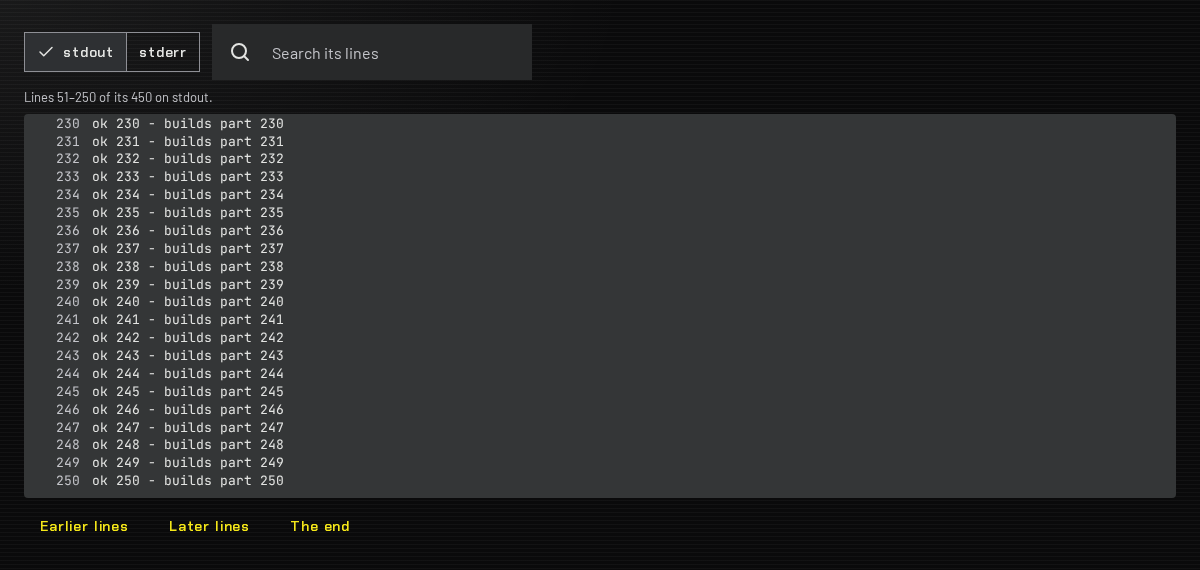 stdout stderr Search its lines
Lines 51–250 of its 450 on stdout.
230 ok 230 - builds part 230
231 ok 231 - builds part 231
232 ok 232 - builds part 232
233 ok 233 - builds part 233
234 ok 234 - builds part 234
235 ok 235 - builds part 235
236 ok 236 - builds part 236
237 ok 237 - builds part 237
238 ok 238 - builds part 238
239 ok 239 - builds part 239
240 ok 240 - builds part 240
241 ok 241 - builds part 241
242 ok 242 - builds part 242
243 ok 243 - builds part 243
244 ok 244 - builds part 244
245 ok 245 - builds part 245
246 ok 246 - builds part 246
247 ok 247 - builds part 247
248 ok 248 - builds part 248
249 ok 249 - builds part 249
250 ok 250 - builds part 250
Earlier lines Later lines The end